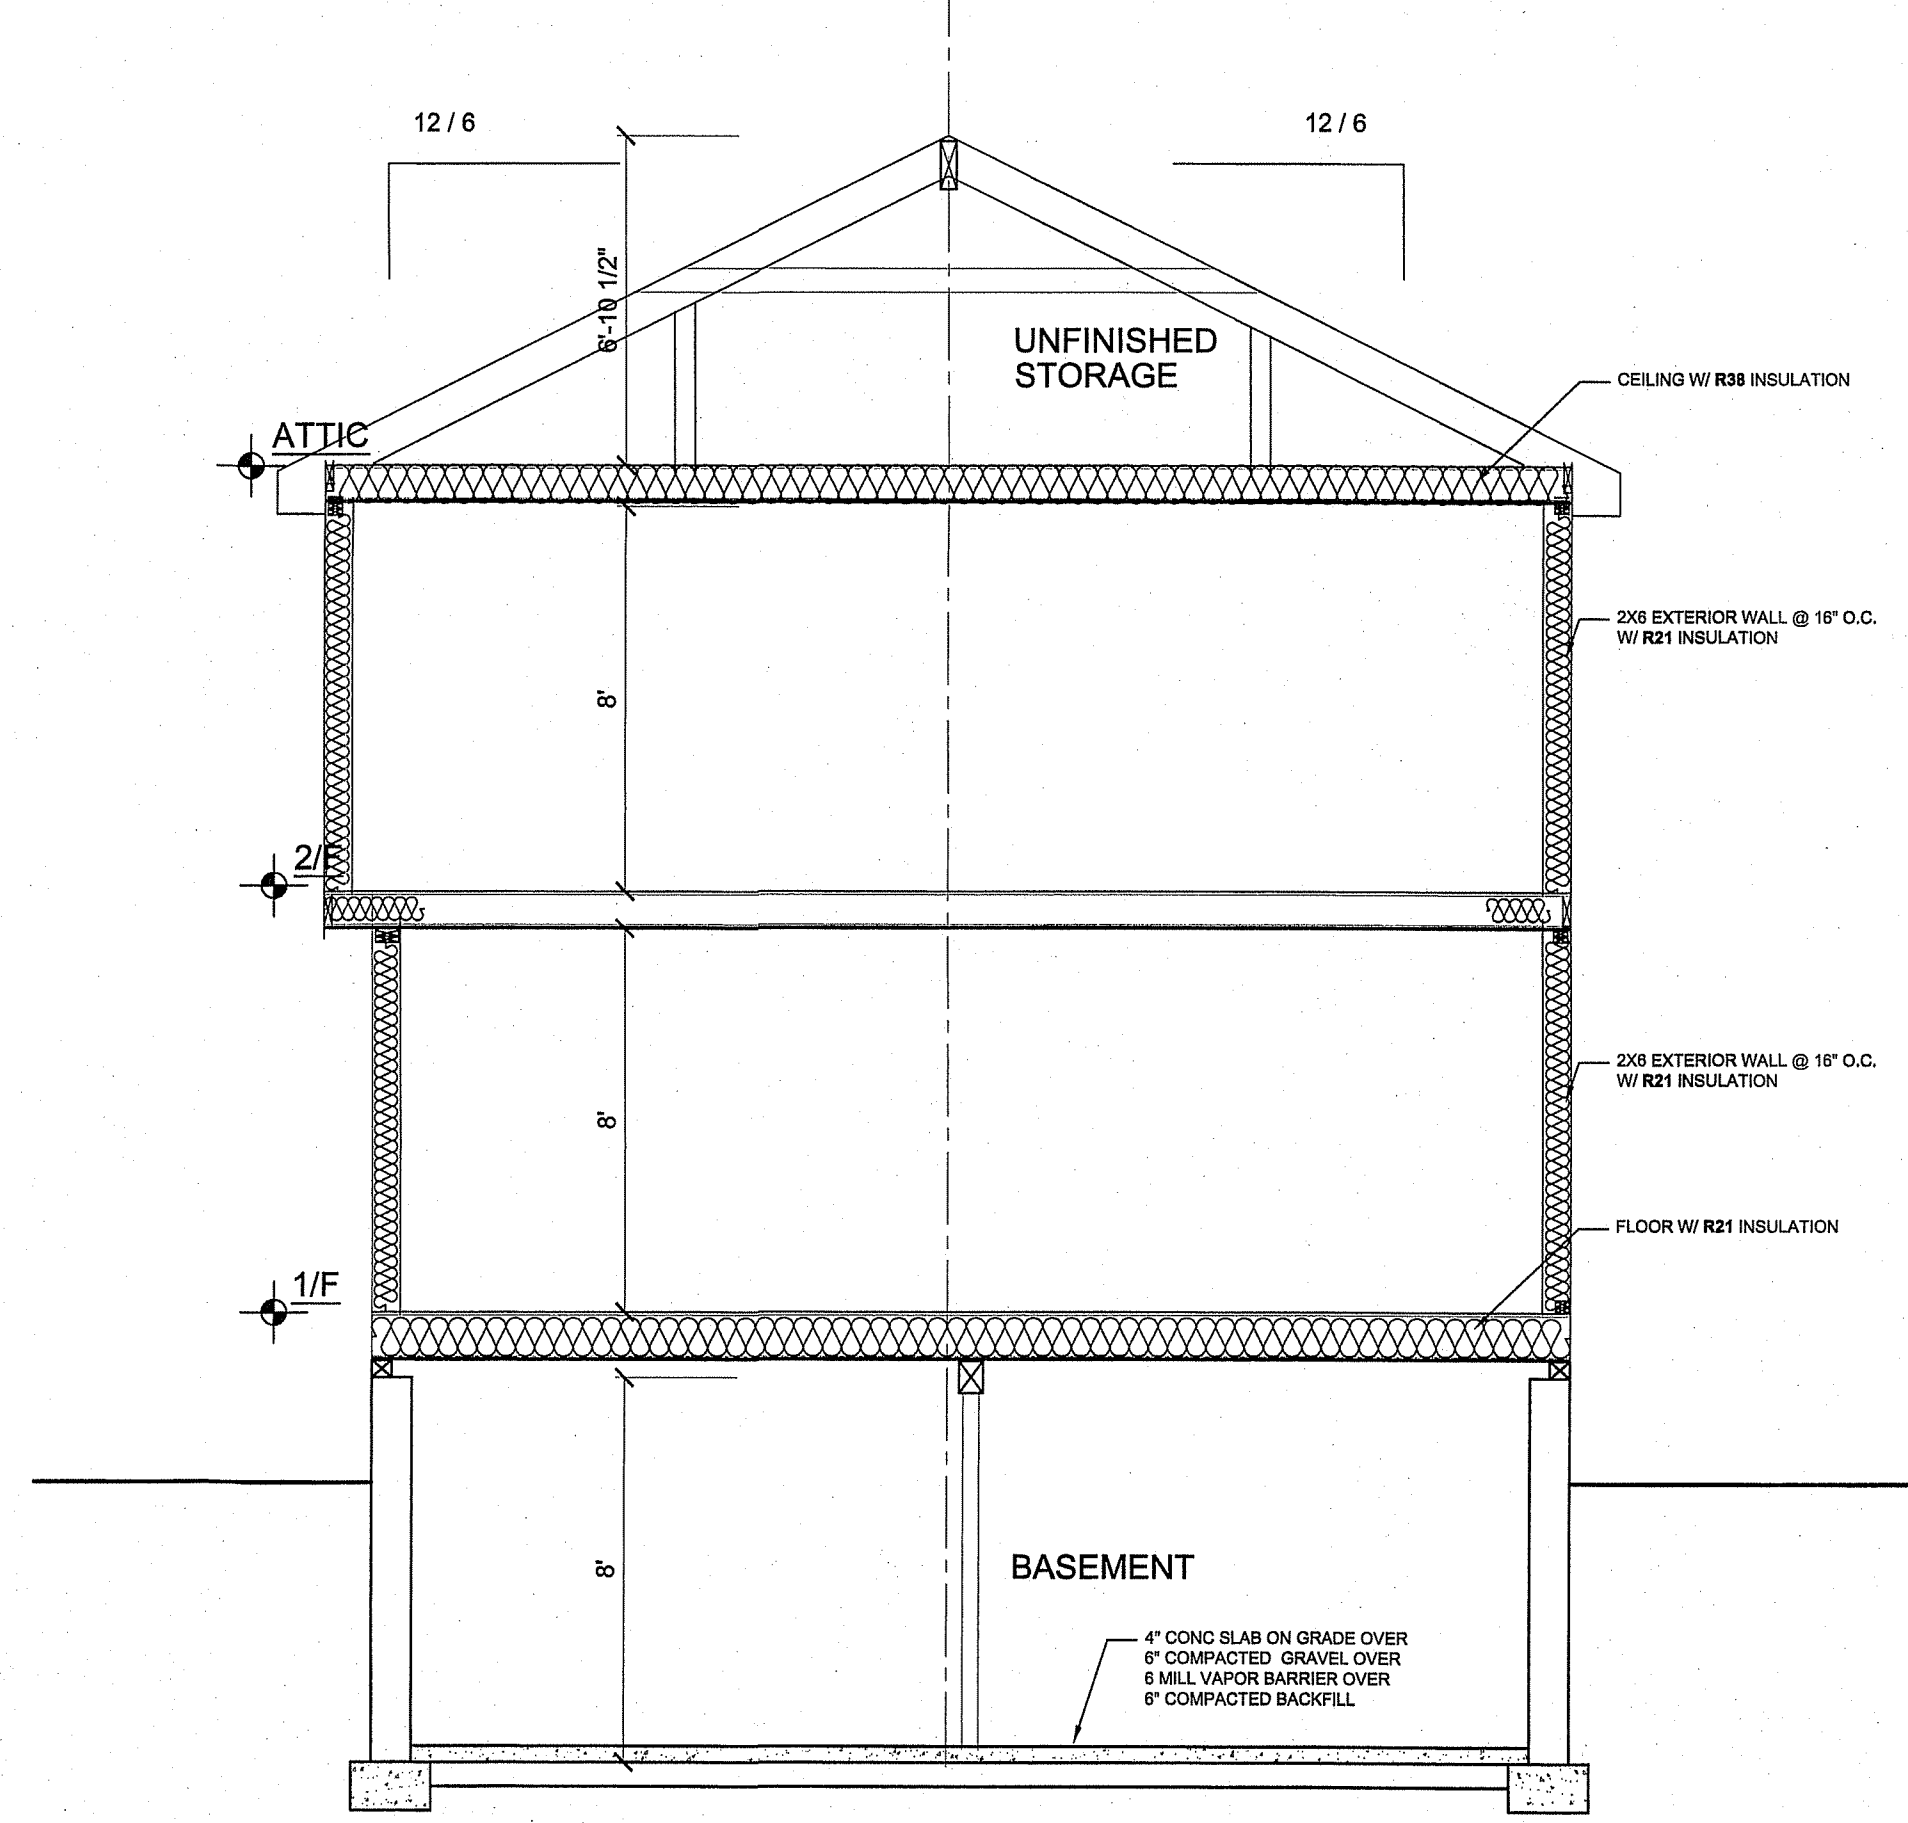 12 / 6
12 / 6
6'-10 1/2"
UNFINISHED
STORAGE
CEILING W/ R38 INSULATION
ATTIC
2X6 EXTERIOR WALL @ 16" O.C.
W/ R21 INSULATION
8'
2/F
2X6 EXTERIOR WALL @ 16" O.C.
W/ R21 INSULATION
8'
FLOOR W/ R21 INSULATION
1/F
BASEMENT
8'
4" CONC SLAB ON GRADE OVER
6" COMPACTED GRAVEL OVER
6 MILL VAPOR BARRIER OVER
6" COMPACTED BACKFILL